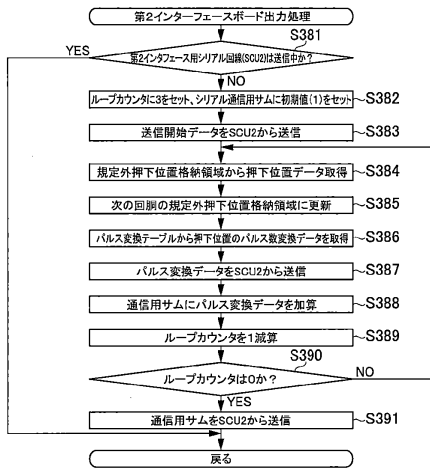 第2インターフェースボード出力処理
S381
YES
第2インタフェース用シリアル回線(SCU2)は送信中か?
NO
ループカウンタに3をセット、シリアル通信用サムに初期値(1)をセット
S382
送信開始データをSCU2から送信
S383
規定外押下位置格納領域から押下位置データ取得
S384
次の回胴の規定外押下位置格納領域に更新
S385
パルス変換テーブルから押下位置のパルス数変換データを取得
S386
パルス変換データをSCU2から送信
S387
通信用サムにパルス変換データを加算
S388
ループカウンタを1減算
S389
S390
ループカウンタは0か?
NO
YES
通信用サムをSCU2から送信
S391
戻る